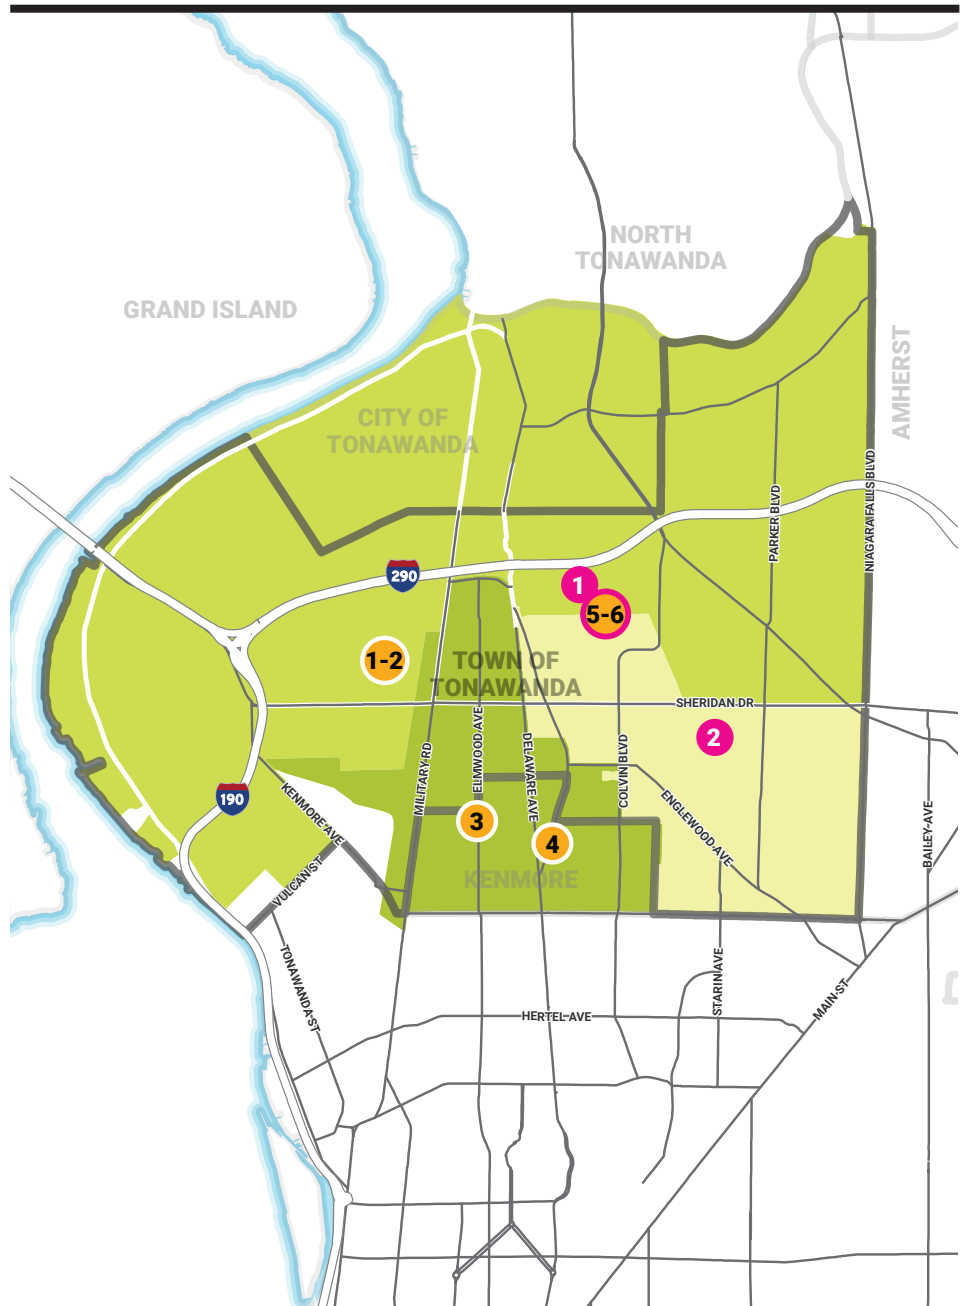 NORTH
TONAWANDA
GRAND ISLAND
AMHERST
CITY OF
TONAWANDA
NIAGARA FALLS BLVD
PARKER BLVD
290
1
5-6
1-2
TOWN OF
TONAWANDA
SHERIDAN DR
2
ELMWOOD AVE
MILITARY RD
DELAWARE AVE
COLVIN BLVD
190
KENMORE AVE
3
4
ENGLEWOOD AVE
BAILEY AVE
VULCAN ST
KENMORE
TONAWANDA ST
STARIN AVE
MAIN ST
HERTEL AVE